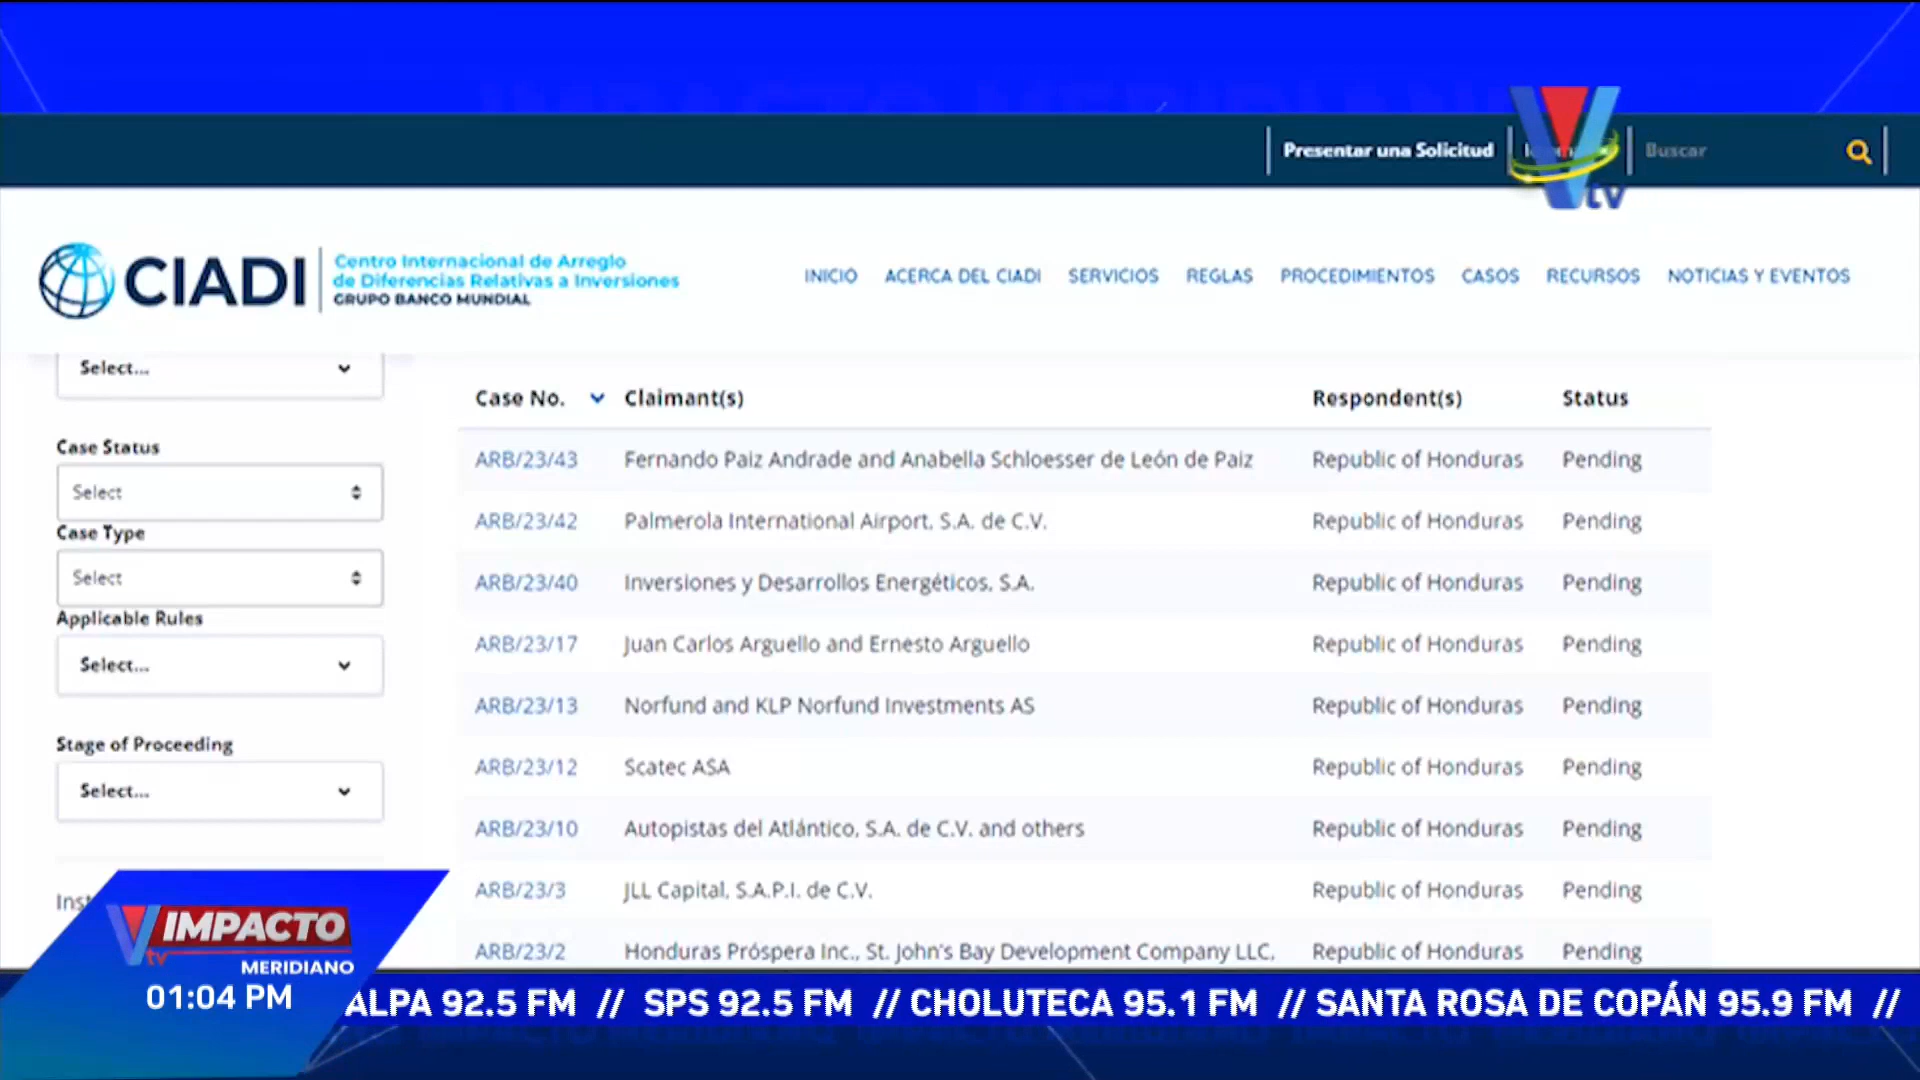 Presentar una Solicitud
Buscar
tv
CIADI
Centro Internacional de Arreglo
de Diferencias Relativas a Inversiones
GRUPO BANCO MUNDIAL
INICIO ACERCA DEL CIADI SERVICIOS REGLAS PROCEDIMIENTOS CASOS RECURSOS NOTICIAS Y EVENTOS
Select...
Case Status
Select
Case Type
Select
Applicable Rules
Select...
Stage of Proceeding
Select...
Case No. Claimant(s) Respondent(s) Status
ARB/23/43 Fernando Paiz Andrade and Anabella Schloesser de León de Paiz Republic of Honduras Pending
ARB/23/42 Palmerola International Airport, S.A. de C.V. Republic of Honduras Pending
ARB/23/40 Inversiones y Desarrollos Energéticos, S.A. Republic of Honduras Pending
ARB/23/17 Juan Carlos Arguello and Ernesto Arguello Republic of Honduras Pending
ARB/23/13 Norfund and KLP Norfund Investments AS Republic of Honduras Pending
ARB/23/12 Scatec ASA Republic of Honduras Pending
ARB/23/10 Autopistas del Atlántico, S.A. de C.V. and others Republic of Honduras Pending
ARB/23/3 JLL Capital, S.A.P.I. de C.V. Republic of Honduras Pending
ARB/23/2 Honduras Próspera Inc., St. John's Bay Development Company LLC, Republic of Honduras Pending
tv IMPACTO
MERIDIANO
01:04 PM
ALPA 92.5 FM // SPS 92.5 FM // CHOLUTECA 95.1 FM // SANTA ROSA DE COPÁN 95.9 FM //